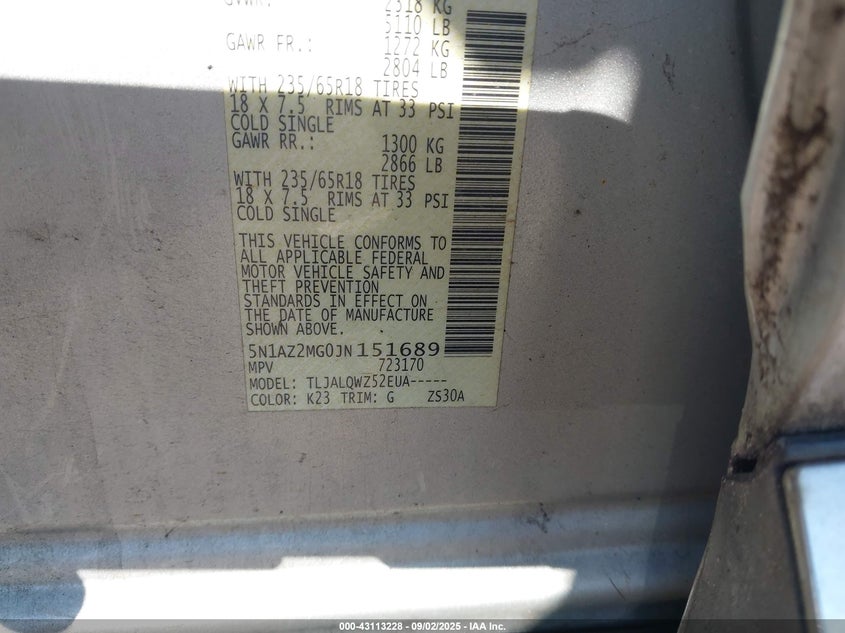 GVWR: 2318 KG
5110 LB
GAWR FR.: 1272 KG
2804 LB
WITH 235/65R18 TIRES
18 X 7.5 RIMS AT 33 PSI
COLD SINGLE
GAWR RR.: 1300 KG
2866 LB
WITH 235/65R18 TIRES
18 X 7.5 RIMS AT 33 PSI
COLD SINGLE
THIS VEHICLE CONFORMS TO
ALL APPLICABLE FEDERAL
MOTOR VEHICLE SAFETY AND
THEFT PREVENTION
STANDARDS IN EFFECT ON
THE DATE OF MANUFACTURE
SHOWN ABOVE.
5N1AZ2MG0JN151689
MPV 723170
MODEL: TLJALQWZ52EUA-----
COLOR: K23 TRIM: G ZS30A
000-43113228 - 09/02/2025 - IAA Inc.